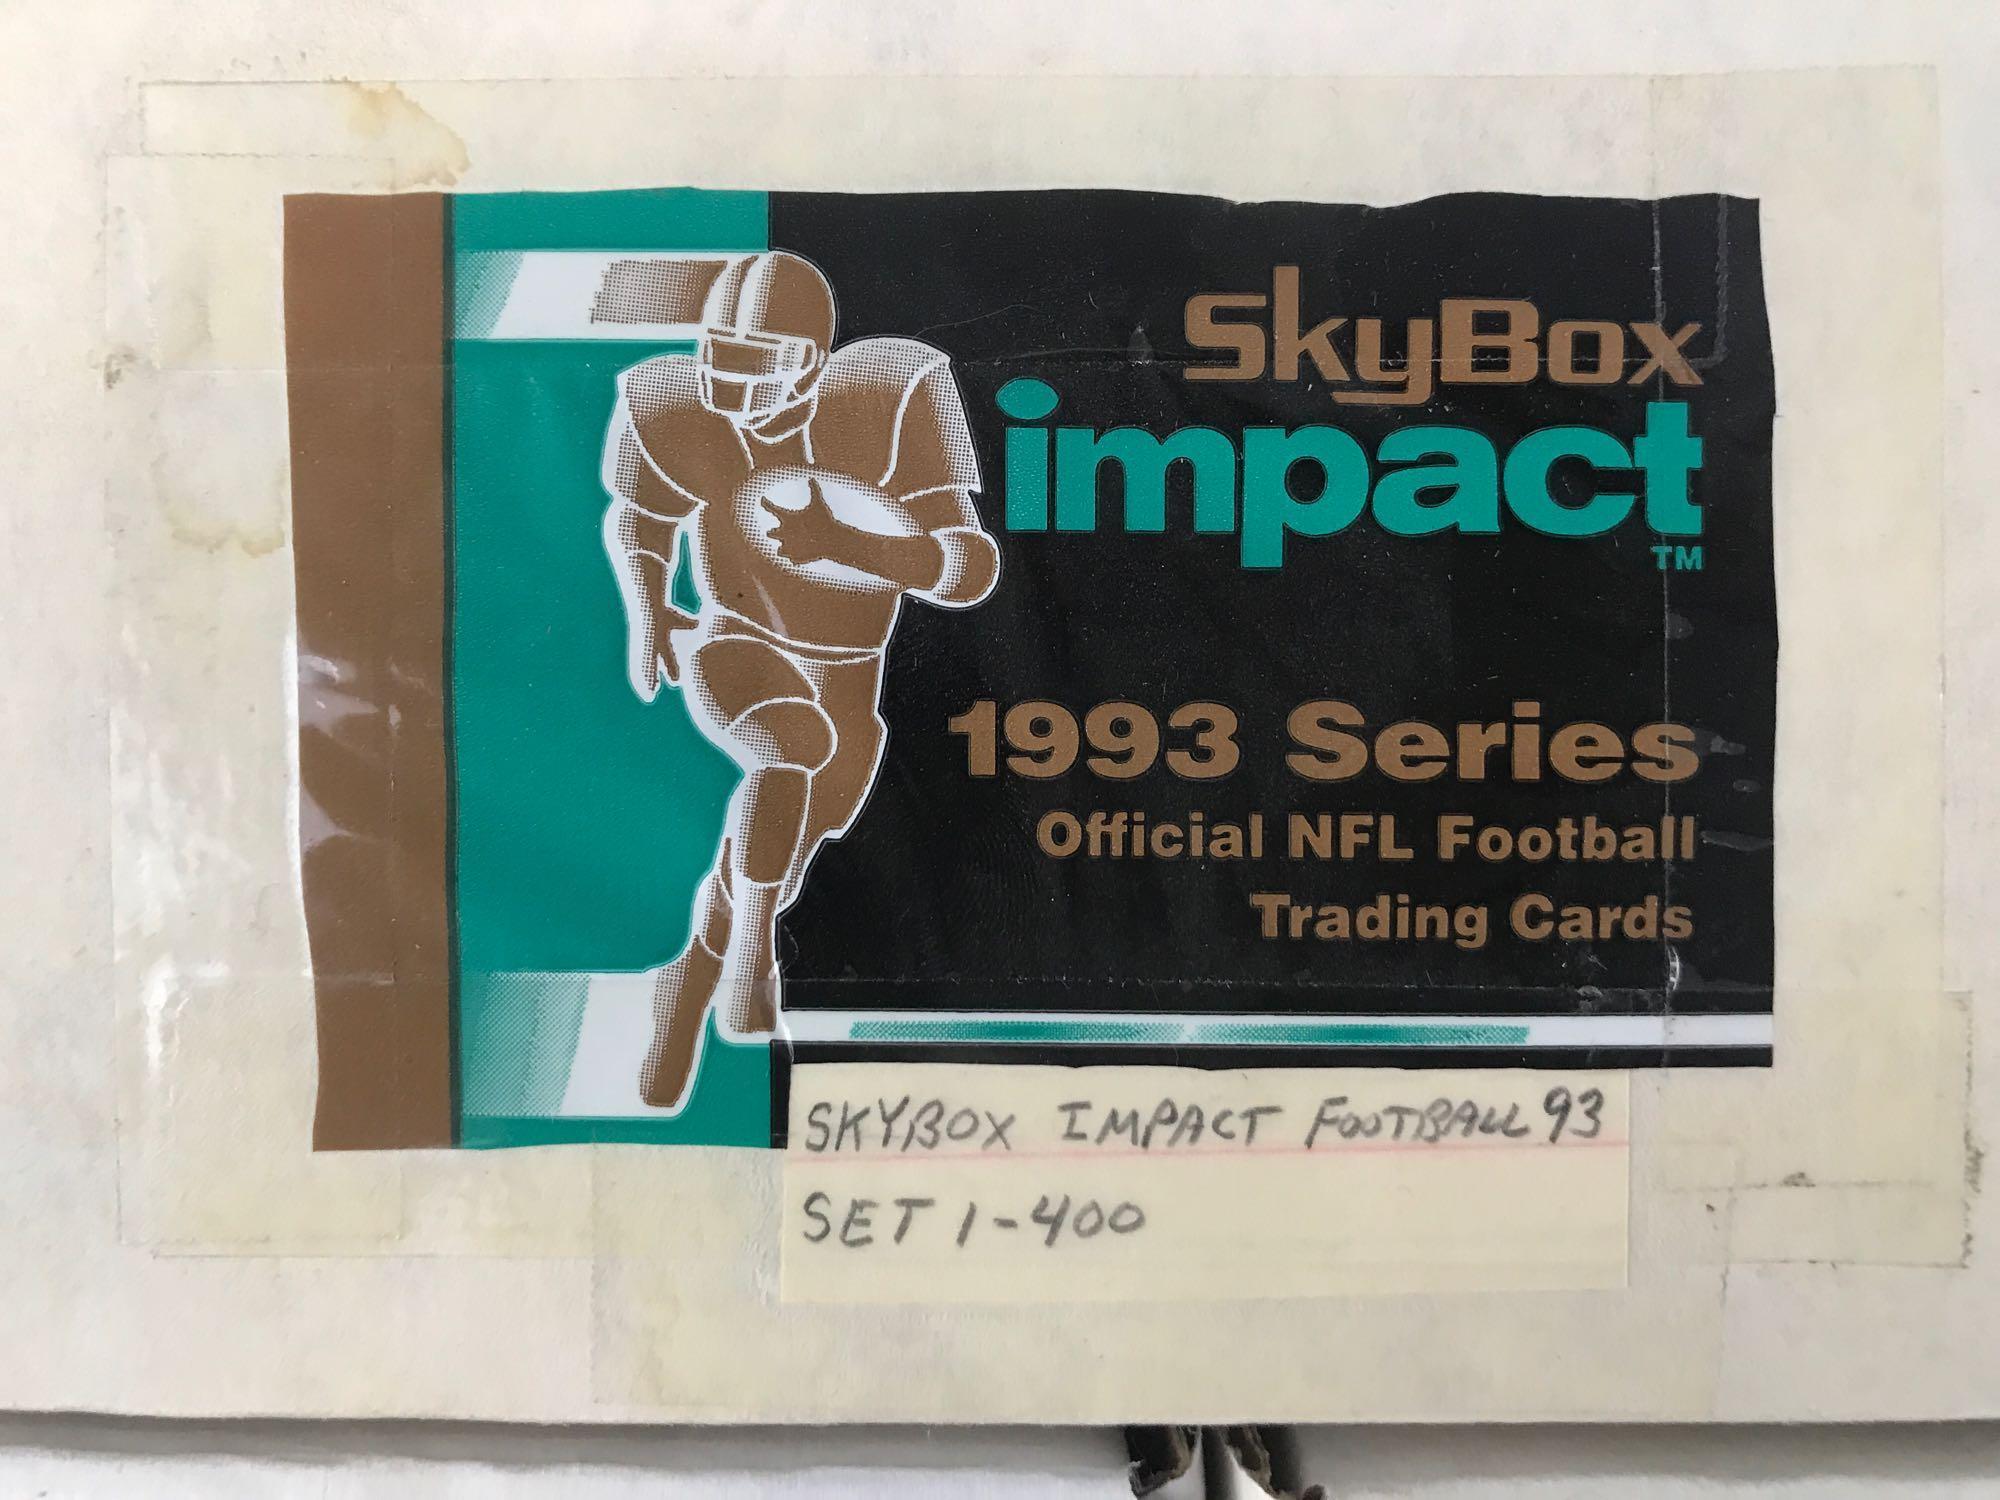 SkyBox
impact
TM
1993 Series
Official NFL Football
Trading Cards
SKYBOX IMPACT FOOTBALL 93
SET 1-400